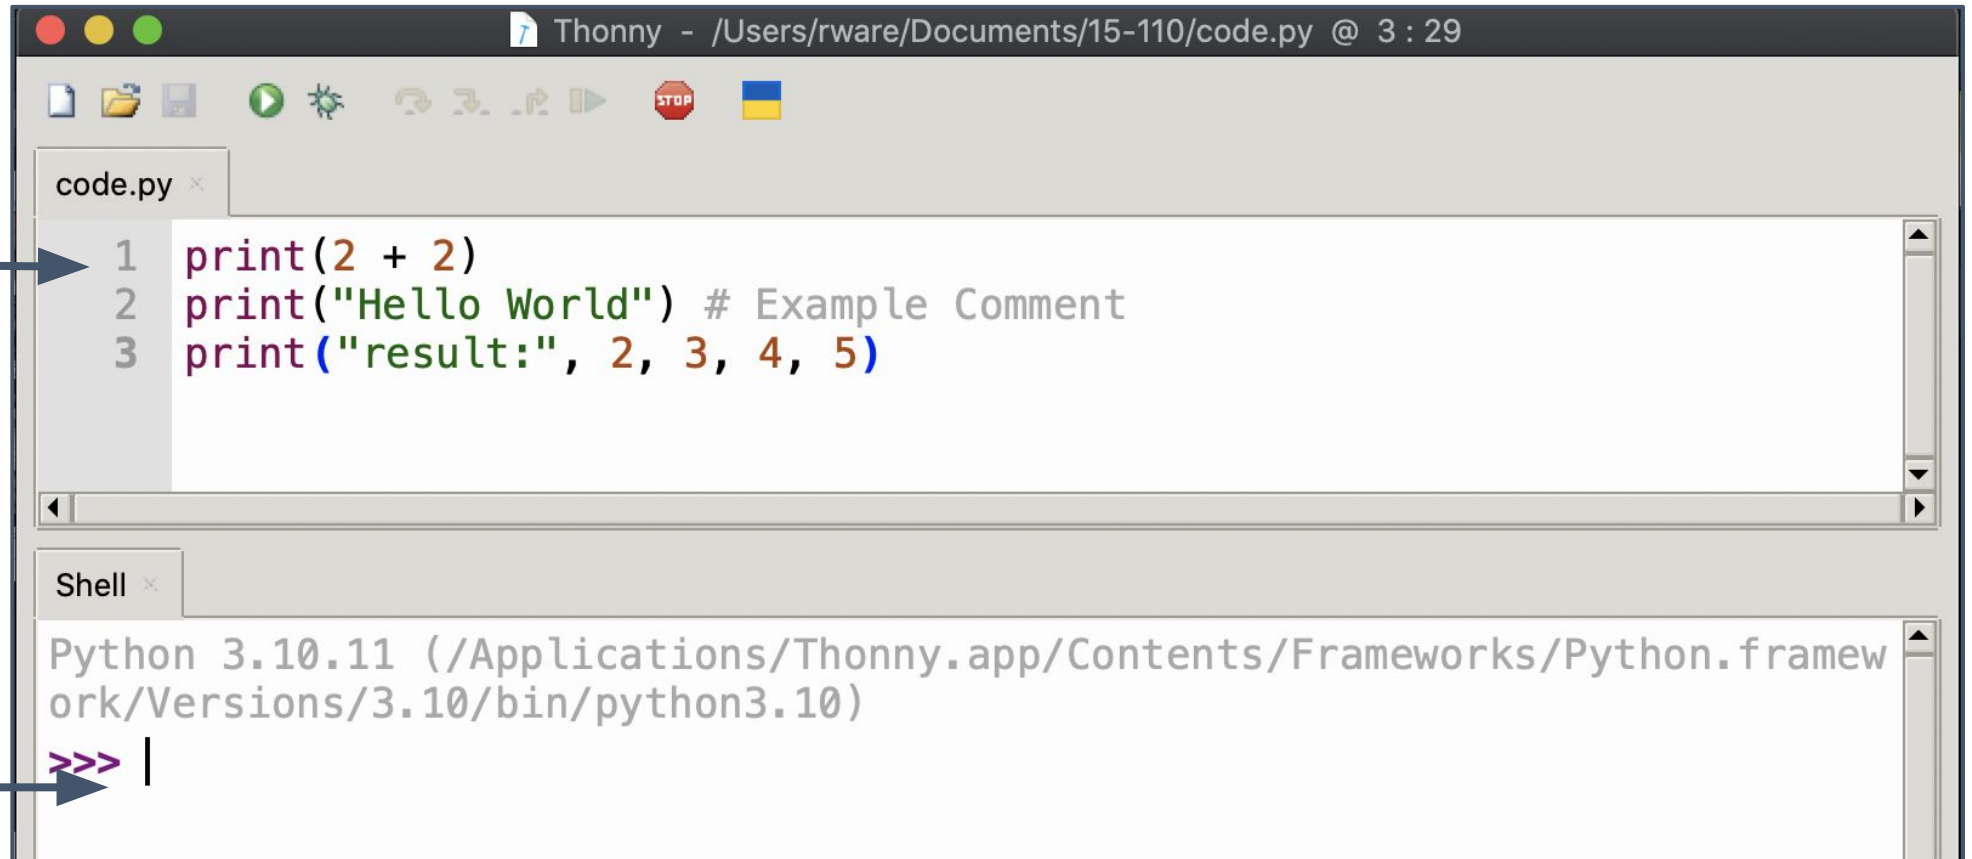 Thonny - /Users/rware/Documents/15-110/code.py @ 3 : 29
STOP
code.py
1 print(2 + 2)
2 print("Hello World") # Example Comment
3 print("result:", 2, 3, 4, 5)
Shell
Python 3.10.11 (/Applications/Thonny.app/Contents/Frameworks/Python.framew
ork/Versions/3.10/bin/python3.10)
>>>